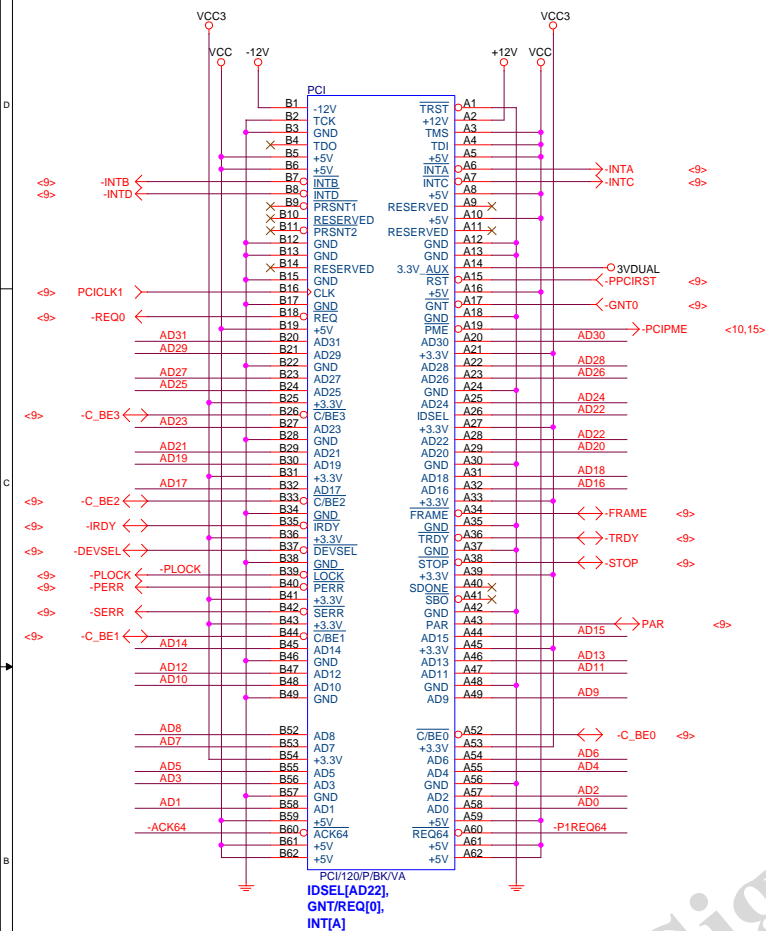 VCC3 VCC3
VCC -12V +12V VCC
PCI
D
B1 -12V TRST A1
B2 TCK +12V A2
B3 GND TMS A3
B4 TDO TDI A4
B5 +5V +5V A5
B6 +5V INTA A6 -INTA <9>
<9> -INTB B7 INTB INTC A7 -INTC <9>
<9> -INTD B8 INTD +5V A8
B9 PRSNT1 RESERVED A9
B10 RESERVED +5V A10
B11 PRSNT2 RESERVED A11
B12 GND GND A12
B13 GND GND A13
B14 RESERVED 3.3V_AUX A14 3VDUAL
B15 GND RST A15 -PPCIRST <9>
<9> PCICLK1 B16 CLK +5V A16
B17 GND GNT A17 -GNT0 <9>
<9> -REQ0 B18 REQ GND A18
B19 +5V PME A19 -PCIPME <10,15>
AD31 B20 AD31 AD30 A20 AD30
AD29 B21 AD29 +3.3V A21
B22 GND AD28 A22 AD28
AD27 B23 AD27 AD26 A23 AD26
AD25 B24 AD25 GND A24
B25 +3.3V AD24 A25 AD24
<9> -C_BE3 B26 C/BE3 IDSEL A26 AD22
AD23 B27 AD23 +3.3V A27
B28 GND AD22 A28 AD22
AD21 B29 AD21 AD20 A29 AD20
AD19 B30 AD19 GND A30
C
B31 +3.3V AD18 A31 AD18
AD17 B32 AD17 AD16 A32 AD16
<9> -C_BE2 B33 C/BE2 +3.3V A33
B34 GND FRAME A34 -FRAME <9>
<9> -IRDY B35 IRDY GND A35
B36 +3.3V TRDY A36 -TRDY <9>
<9> -DEVSEL B37 DEVSEL GND A37
B38 GND STOP A38 -STOP <9>
<9> -PLOCK -PLOCK B39 LOCK +3.3V A39
<9> -PERR B40 PERR SDONE A40
B41 +3.3V SBO A41
<9> -SERR B42 SERR GND A42
B43 +3.3V PAR A43 PAR <9>
<9> -C_BE1 B44 C/BE1 AD15 A44 AD15
AD14 B45 AD14 +3.3V A45
B46 GND AD13 A46 AD13
AD12 B47 AD12 AD11 A47 AD11
AD10 B48 AD10 GND A48
B49 GND AD9 A49 AD9
AD8 B52 AD8 C/BE0 A52 -C_BE0 <9>
AD7 B53 AD7 +3.3V A53
B54 +3.3V AD6 A54 AD6
AD5 B55 AD5 AD4 A55 AD4
AD3 B56 AD3 GND A56
B57 GND AD2 A57 AD2
AD1 B58 AD1 AD0 A58 AD0
B59 +5V +5V A59
-ACK64 B60 ACK64 REQ64 A60 -P1REQ64
B61 +5V +5V A61
B
B62 +5V +5V A62
PCI/120/P/BK/VA
IDSEL[AD22],
GNT/REQ[0],
INT[A]